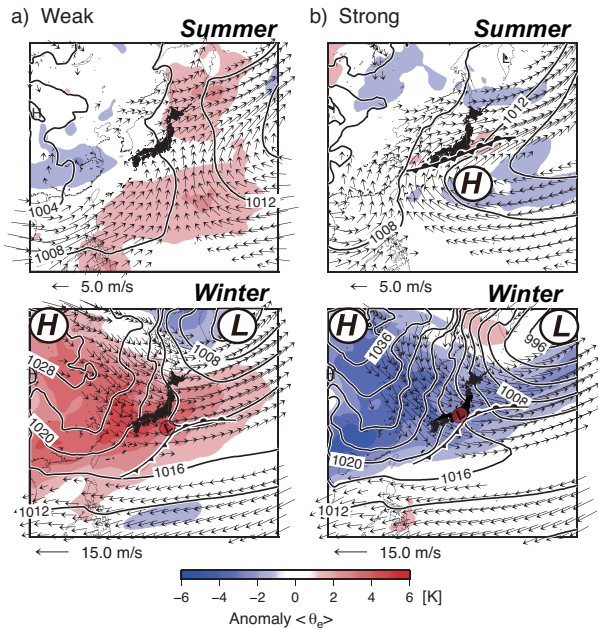 a) Weak
b) Strong
Summer
Summer
1004
1008
1012
1012
H
1008
5.0 m/s
5.0 m/s
Winter
Winter
H
L
1028
1008
1020
L
1016
1012
H
L
1036
996
1008
1020
L
1016
1012
15.0 m/s
15.0 m/s
−6 −4 −2 0 2 4 6 [K]
Anomaly <θe>